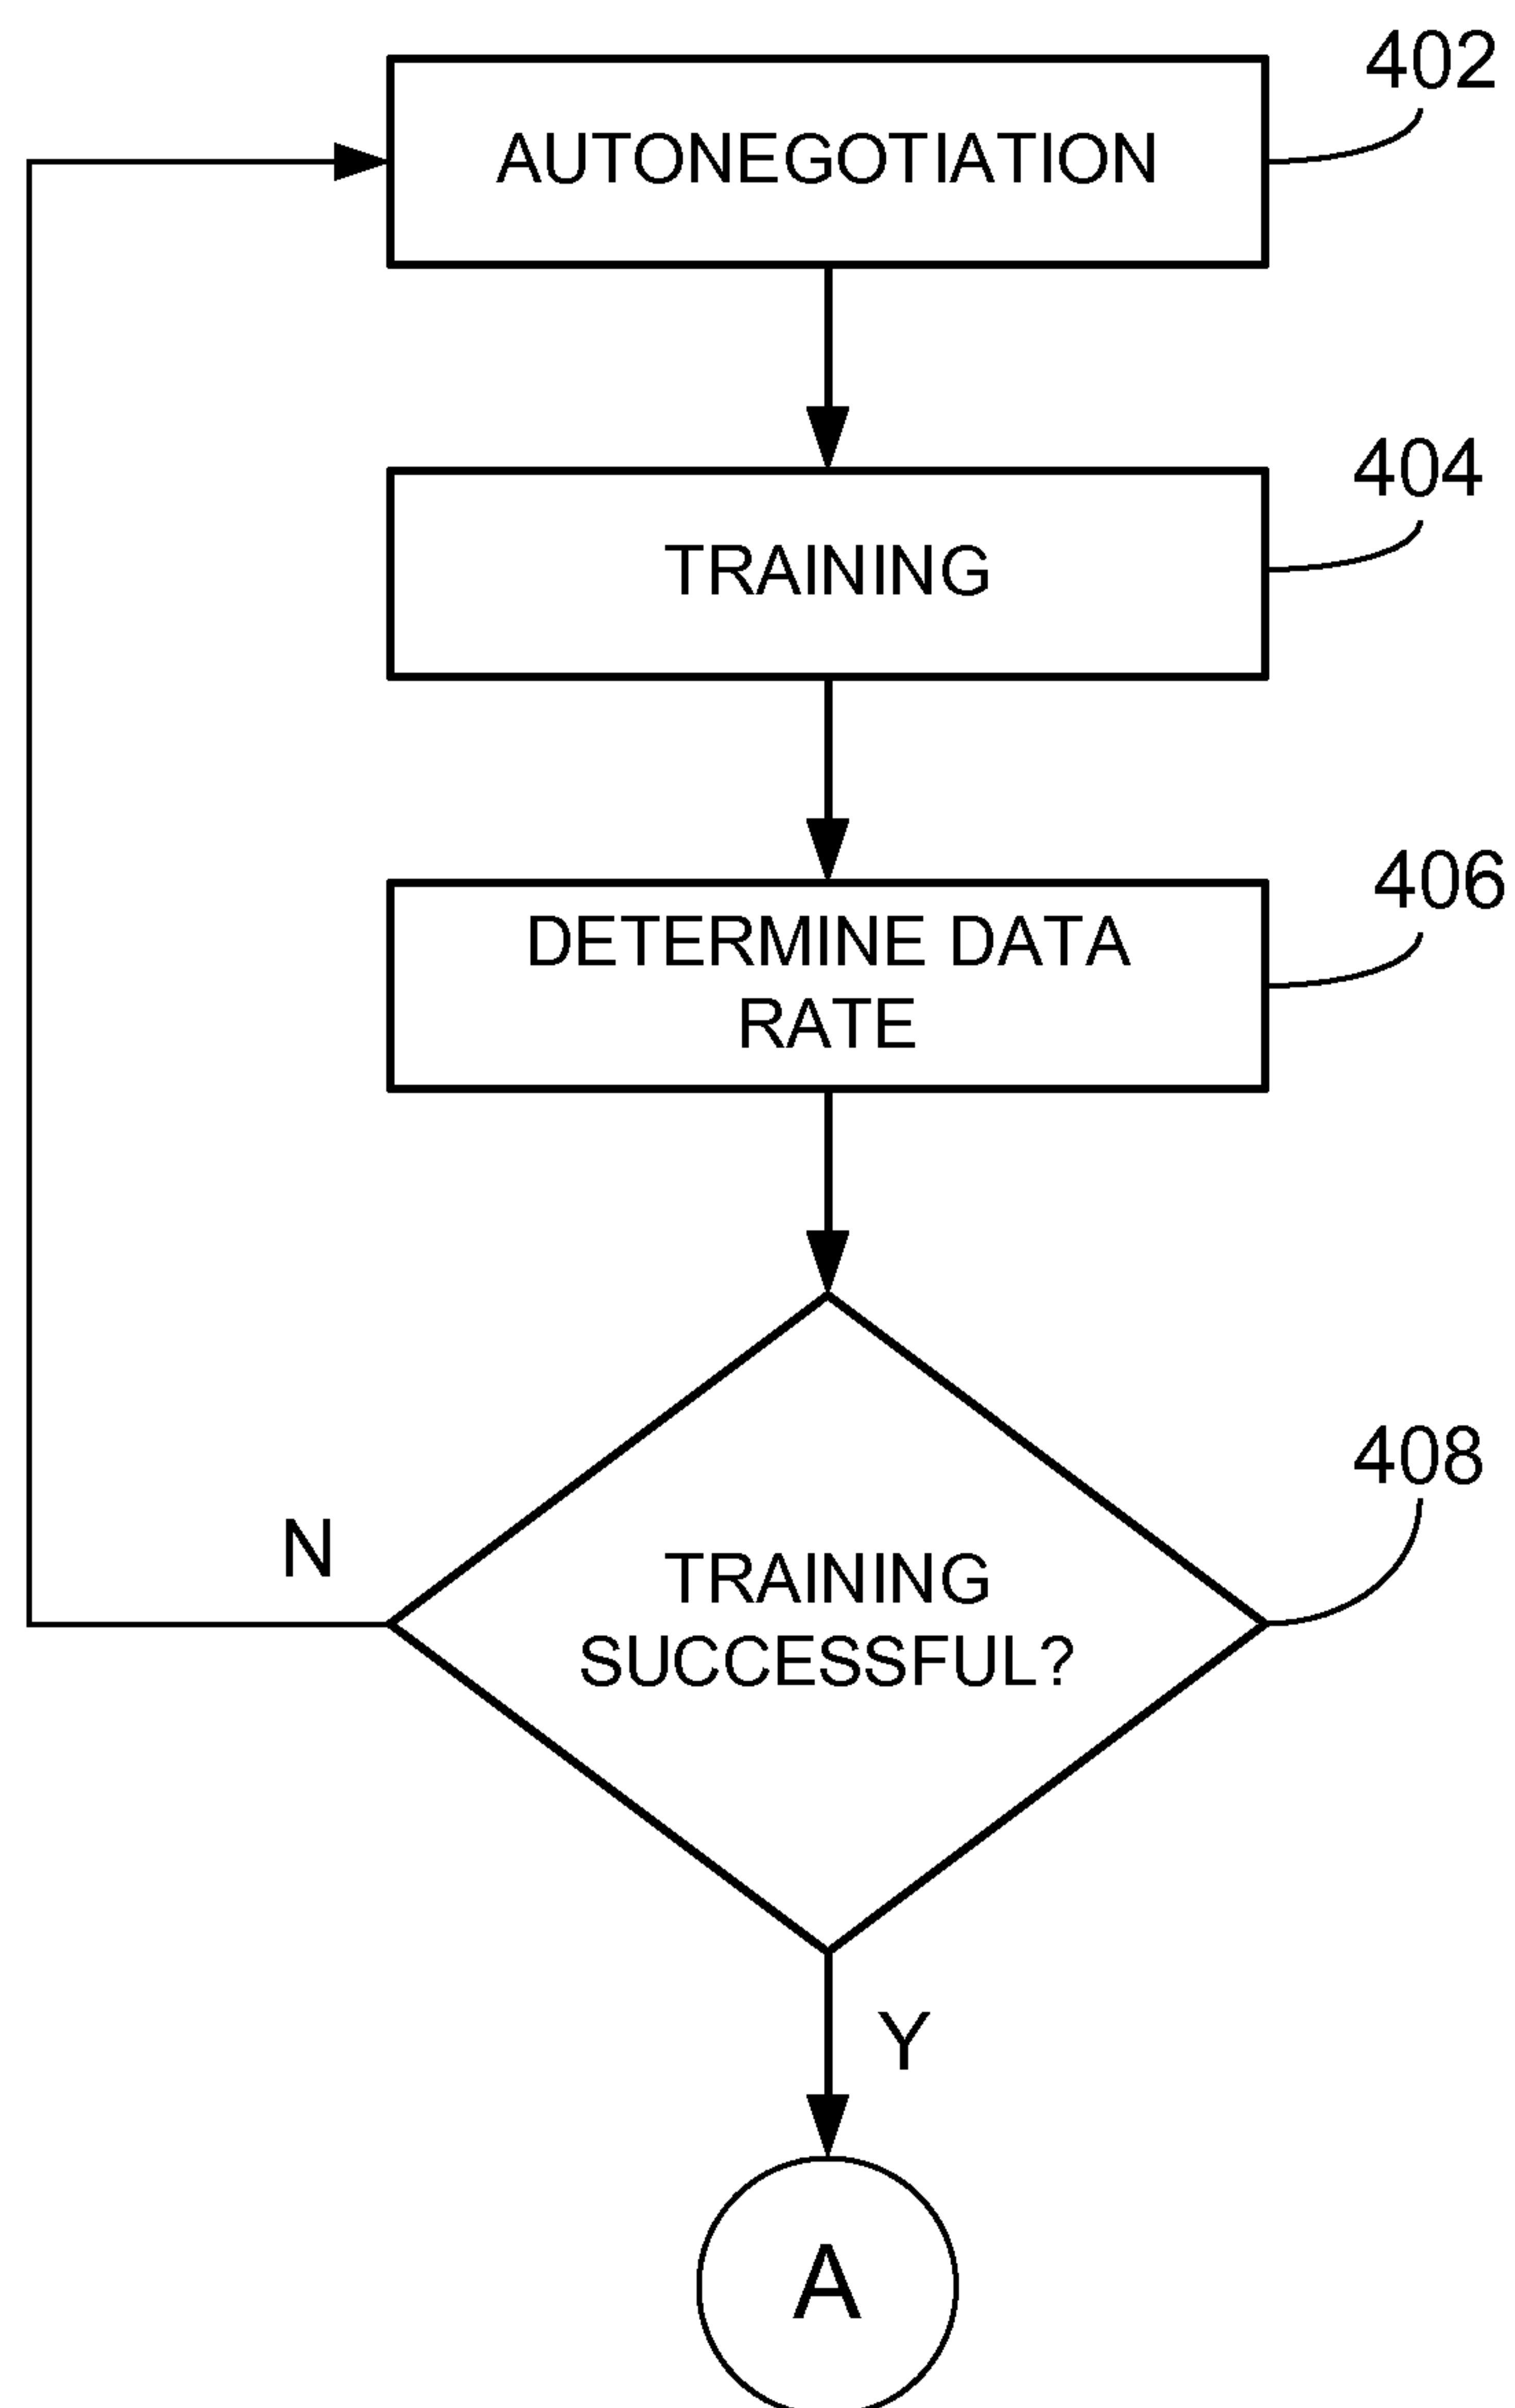 402
AUTONEGOTIATION
404
TRAINING
406
DETERMINE DATA
RATE
408
N
TRAINING
SUCCESSFUL?
Y
A